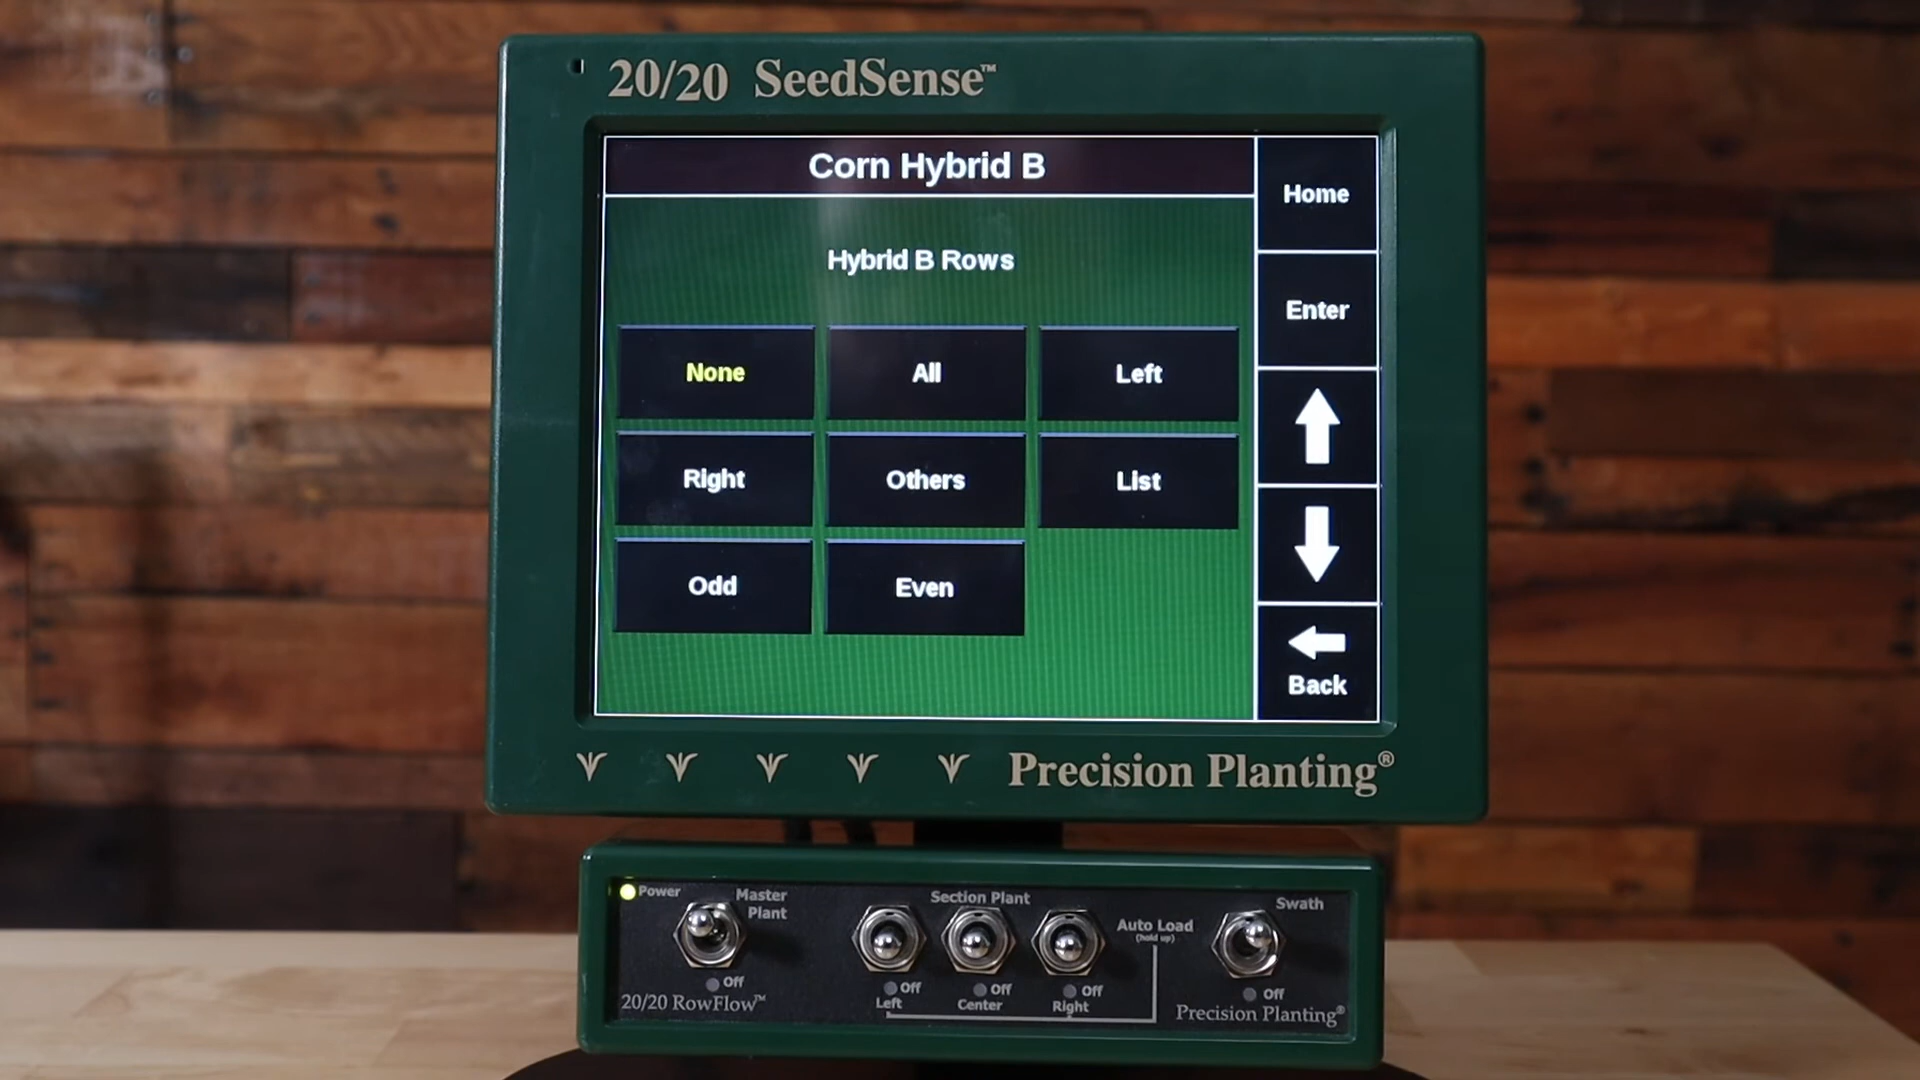 20/20 SeedSense™
Corn Hybrid B
Home
Hybrid B Rows
Enter
None
All
Left
Right
Others
List
Odd
Even
Back
Precision Planting®
Power
Master
Plant
Section Plant
Swath
Auto Load
(hold up)
Off
Off
Off
Off
Off
20/20 RowFlow™
Left
Center
Right
Precision Planting®